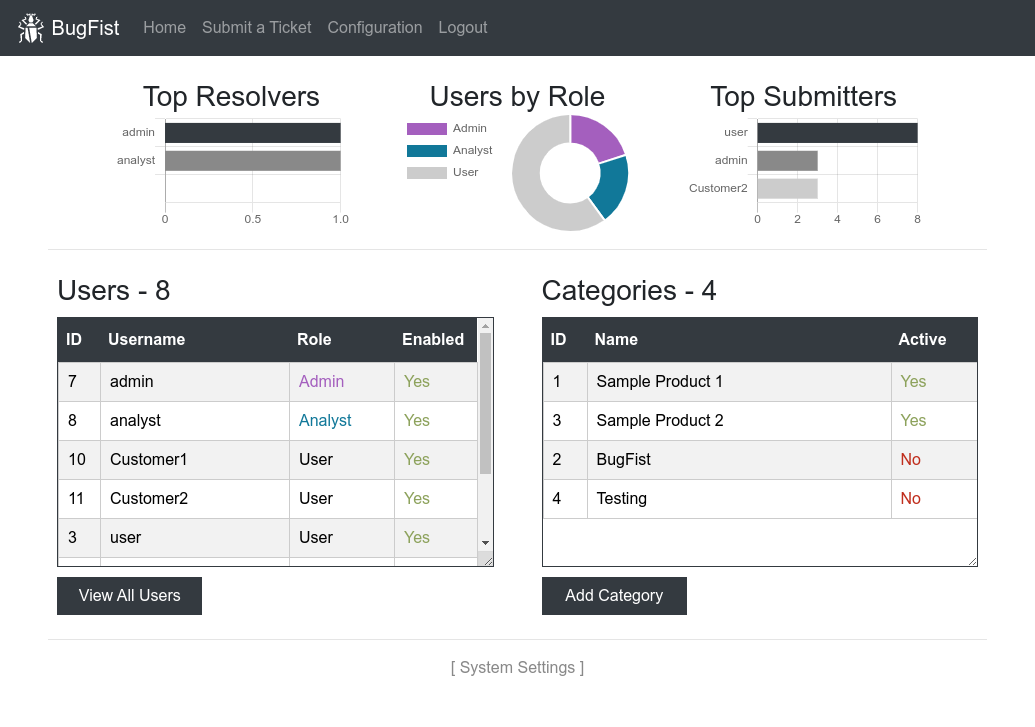 BugFist Home Submit a Ticket Configuration Logout
Top Resolvers
admin
analyst
0 0.5 1.0
Users by Role
Admin
Analyst
User
Top Submitters
user
admin
Customer2
0 2 4 6 8
Users - 8
ID Username Role Enabled
7 admin Admin Yes
8 analyst Analyst Yes
10 Customer1 User Yes
11 Customer2 User Yes
3 user User Yes
View All Users
Categories - 4
ID Name Active
1 Sample Product 1 Yes
3 Sample Product 2 Yes
2 BugFist No
4 Testing No
Add Category
[ System Settings ]